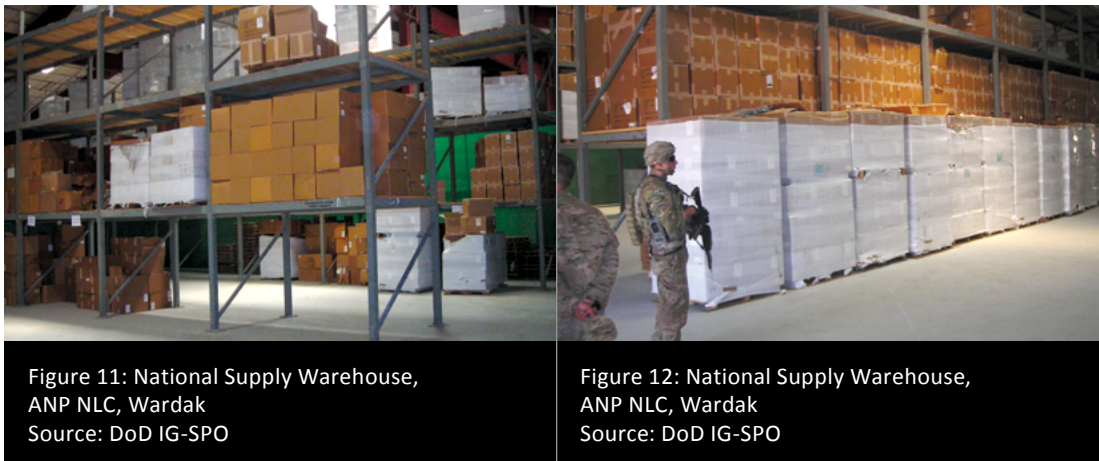 Figure 11: National Supply Warehouse,
ANP NLC, Wardak
Source: DoD IG-SPO
Figure 12: National Supply Warehouse,
ANP NLC, Wardak
Source: DoD IG-SPO